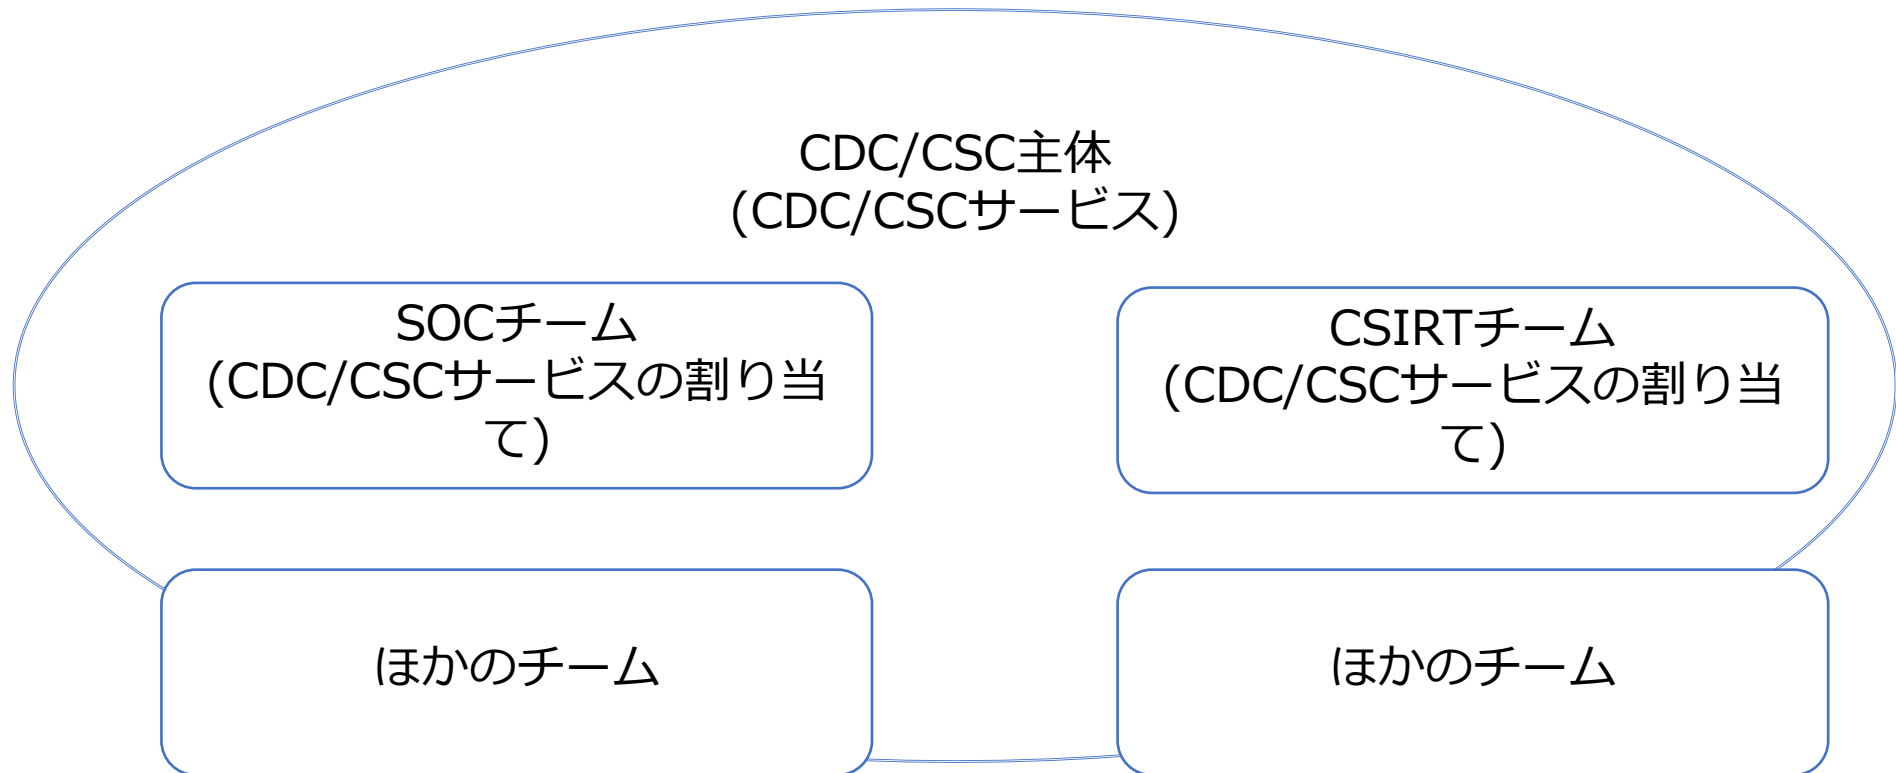 CDC/CSC主体
(CDC/CSCサービス)
SOCチーム
(CDC/CSCサービスの割り当
て)
CSIRTチーム
(CDC/CSCサービスの割り当
て)
ほかのチーム
ほかのチーム